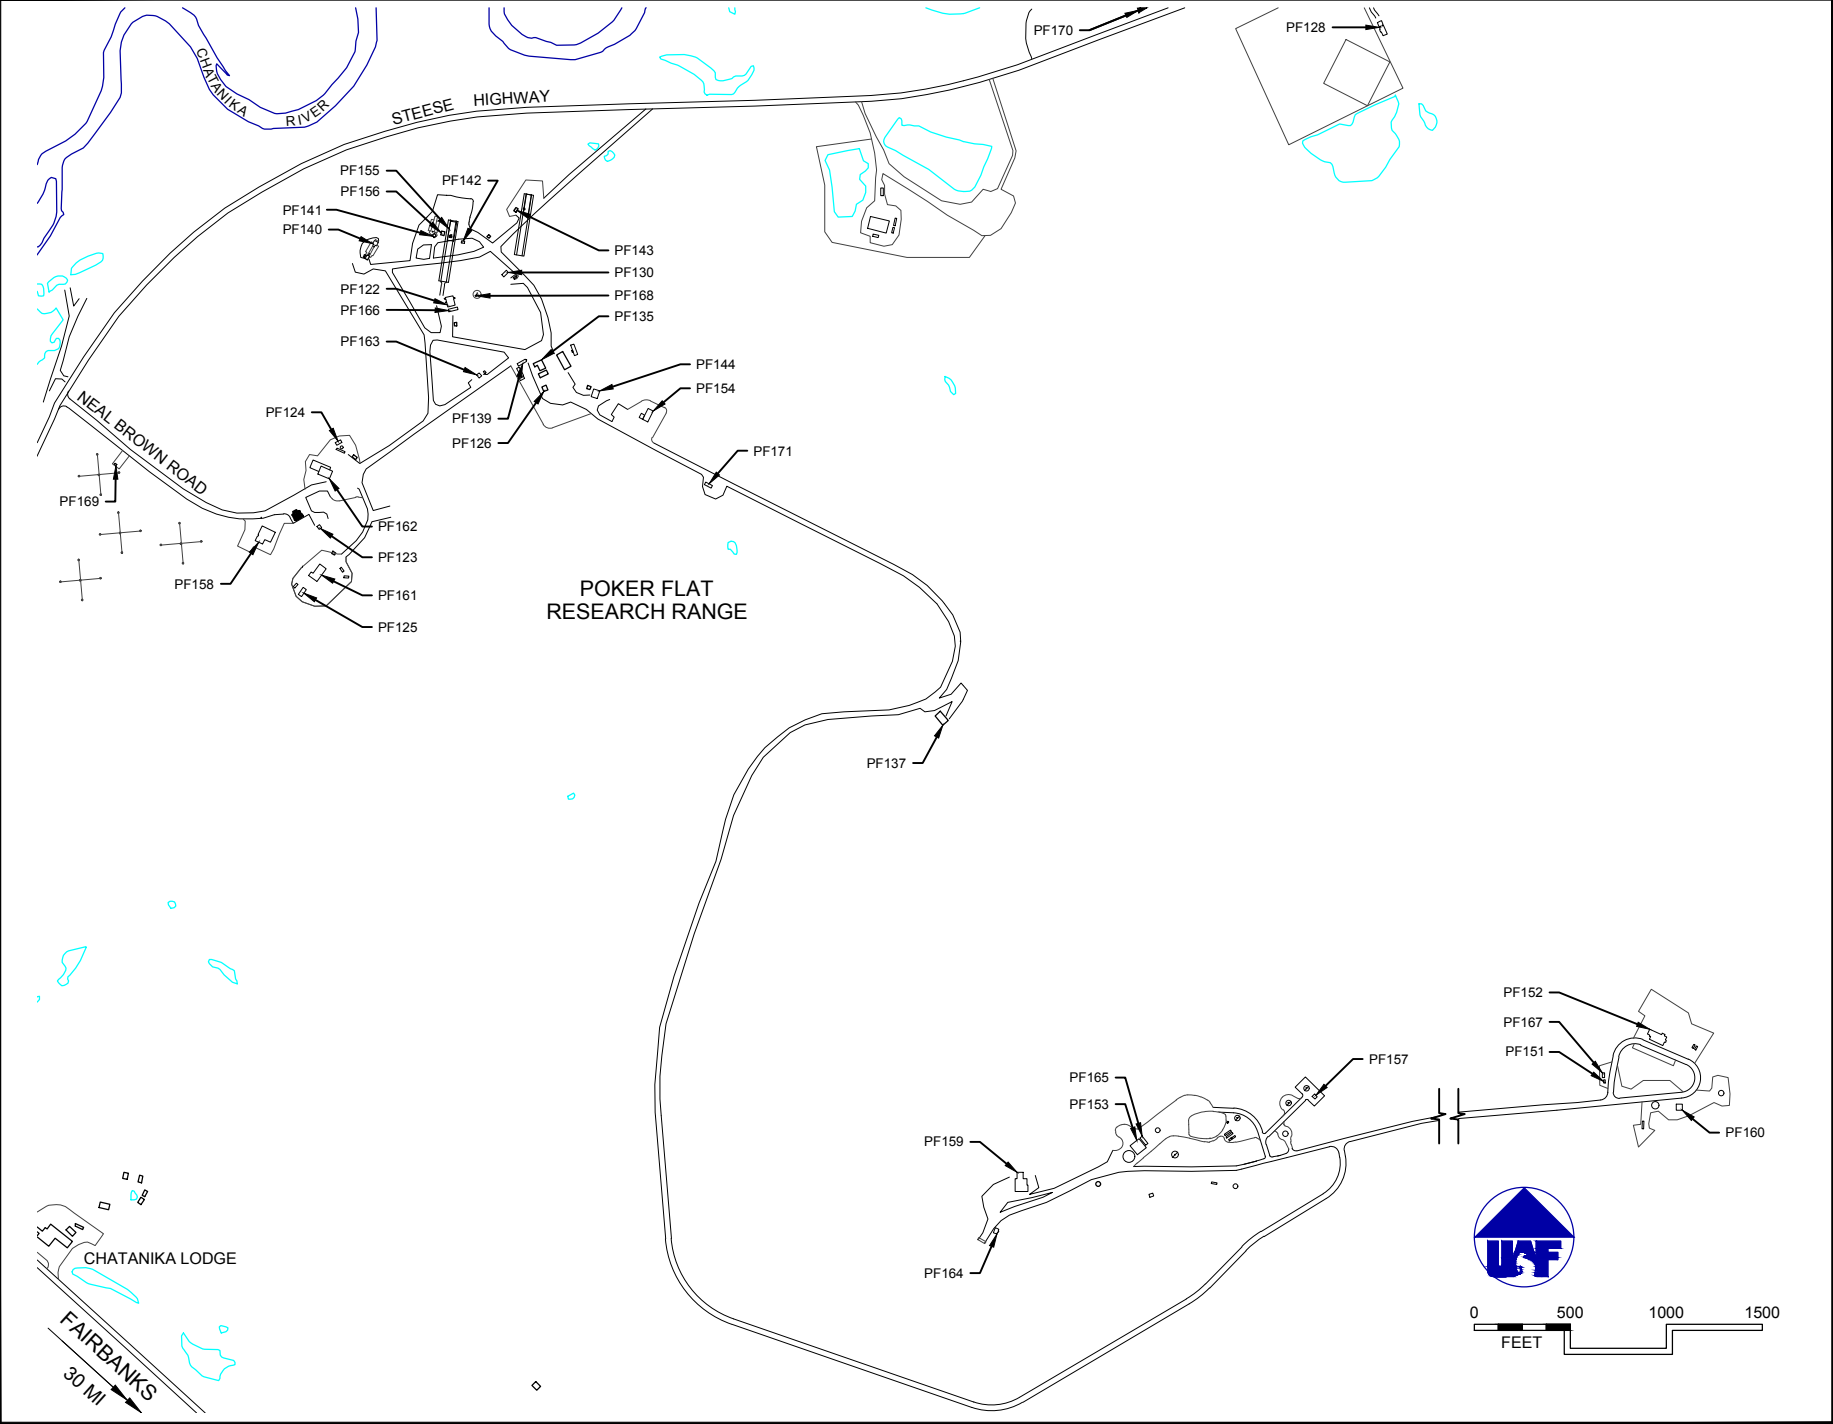 PF170
PF128
CHATANIKA
RIVER
STEESE HIGHWAY
PF155
PF142
PF156
PF141
PF140
PF143
PF130
PF122
PF168
PF166
PF135
PF163
PF144
PF154
NEAL BROWN ROAD
PF124
PF139
PF126
PF171
PF169
PF162
PF123
PF158
PF161
PF125
POKER FLAT
RESEARCH RANGE
PF137
PF152
PF167
PF151
PF157
PF165
PF153
PF159
PF160
PF164
CHATANIKA LODGE
FAIRBANKS
30 MI
UAF
0 500 1000 1500
FEET